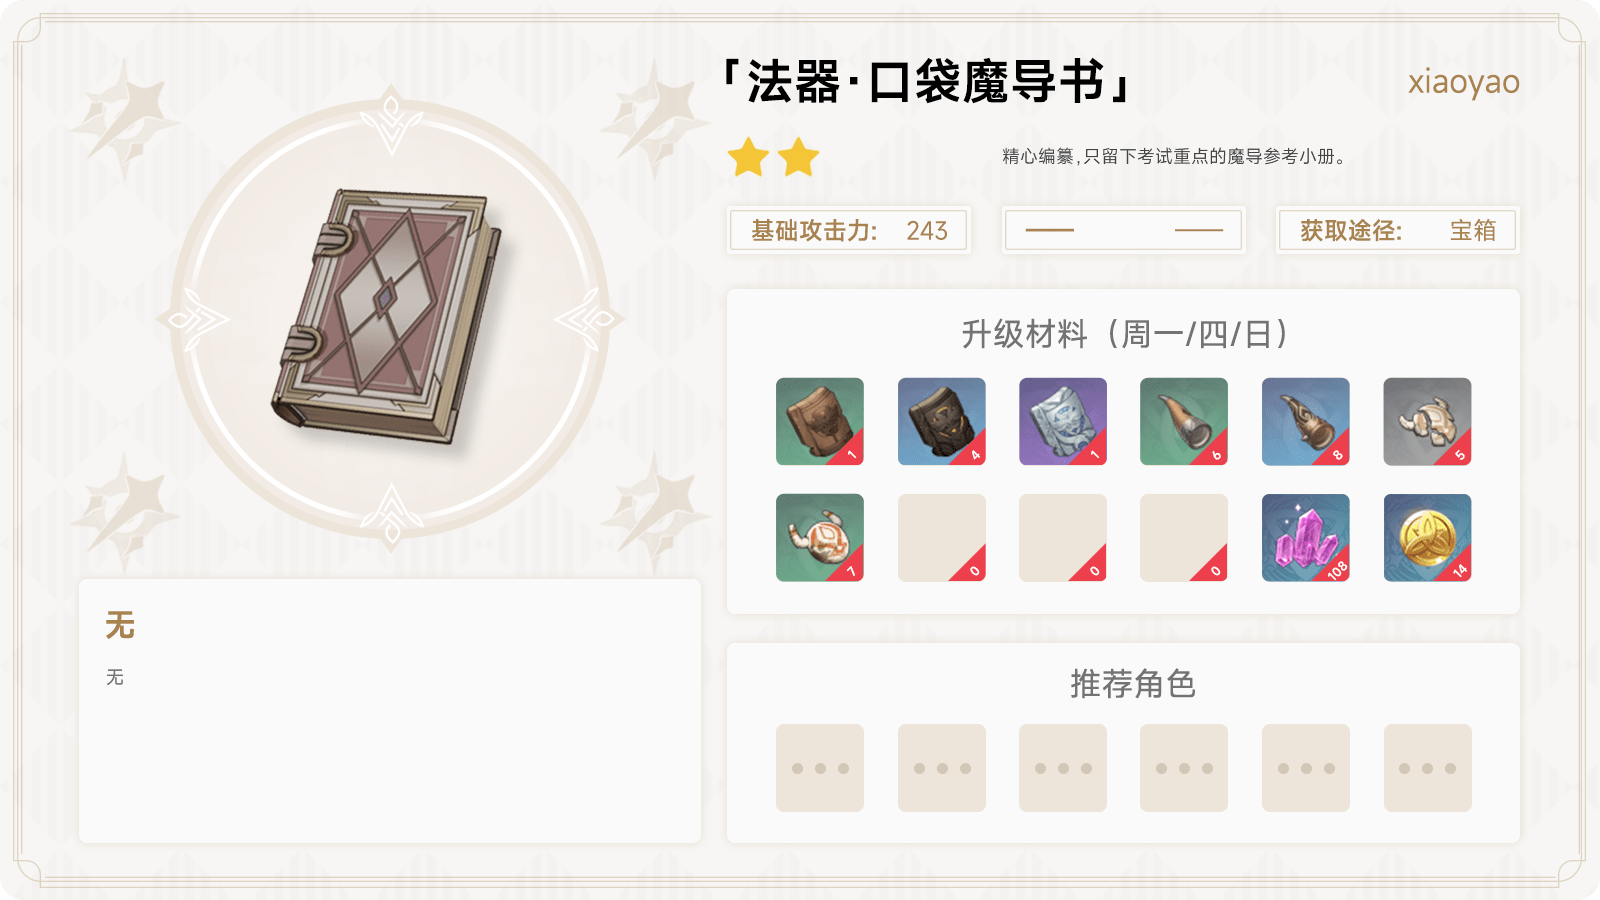 「法器·口袋魔导书」
xiaoyao
精心编纂,只留下考试重点的魔导参考小册。
基础攻击力: 243
获取途径: 宝箱
升级材料（周一/四/日）
1 4 1 6 8 5
7 0 0 0 108 14
无
无
推荐角色